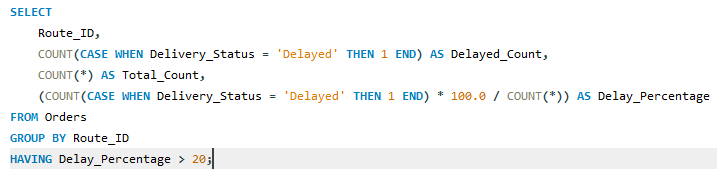 SELECT
Route_ID,
COUNT(CASE WHEN Delivery_Status = 'Delayed' THEN 1 END) AS Delayed_Count,
COUNT(*) AS Total_Count,
(COUNT(CASE WHEN Delivery_Status = 'Delayed' THEN 1 END) * 100.0 / COUNT(*)) AS Delay_Percentage
FROM Orders
GROUP BY Route_ID
HAVING Delay_Percentage > 20;